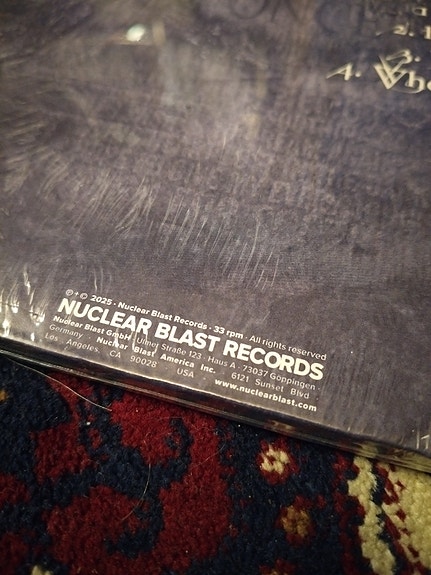 2.
3.
4.
℗ + © 2025 · Nuclear Blast Records · 33 rpm · All rights reserved
NUCLEAR BLAST RECORDS
Nuclear Blast GmbH · Ulmer Straße 123 · Haus A · 73037 Göppingen ·
Germany · Nuclear Blast America Inc. · 6121 Sunset Blvd ·
Los Angeles, CA 90028 · USA · www.nuclearblast.com